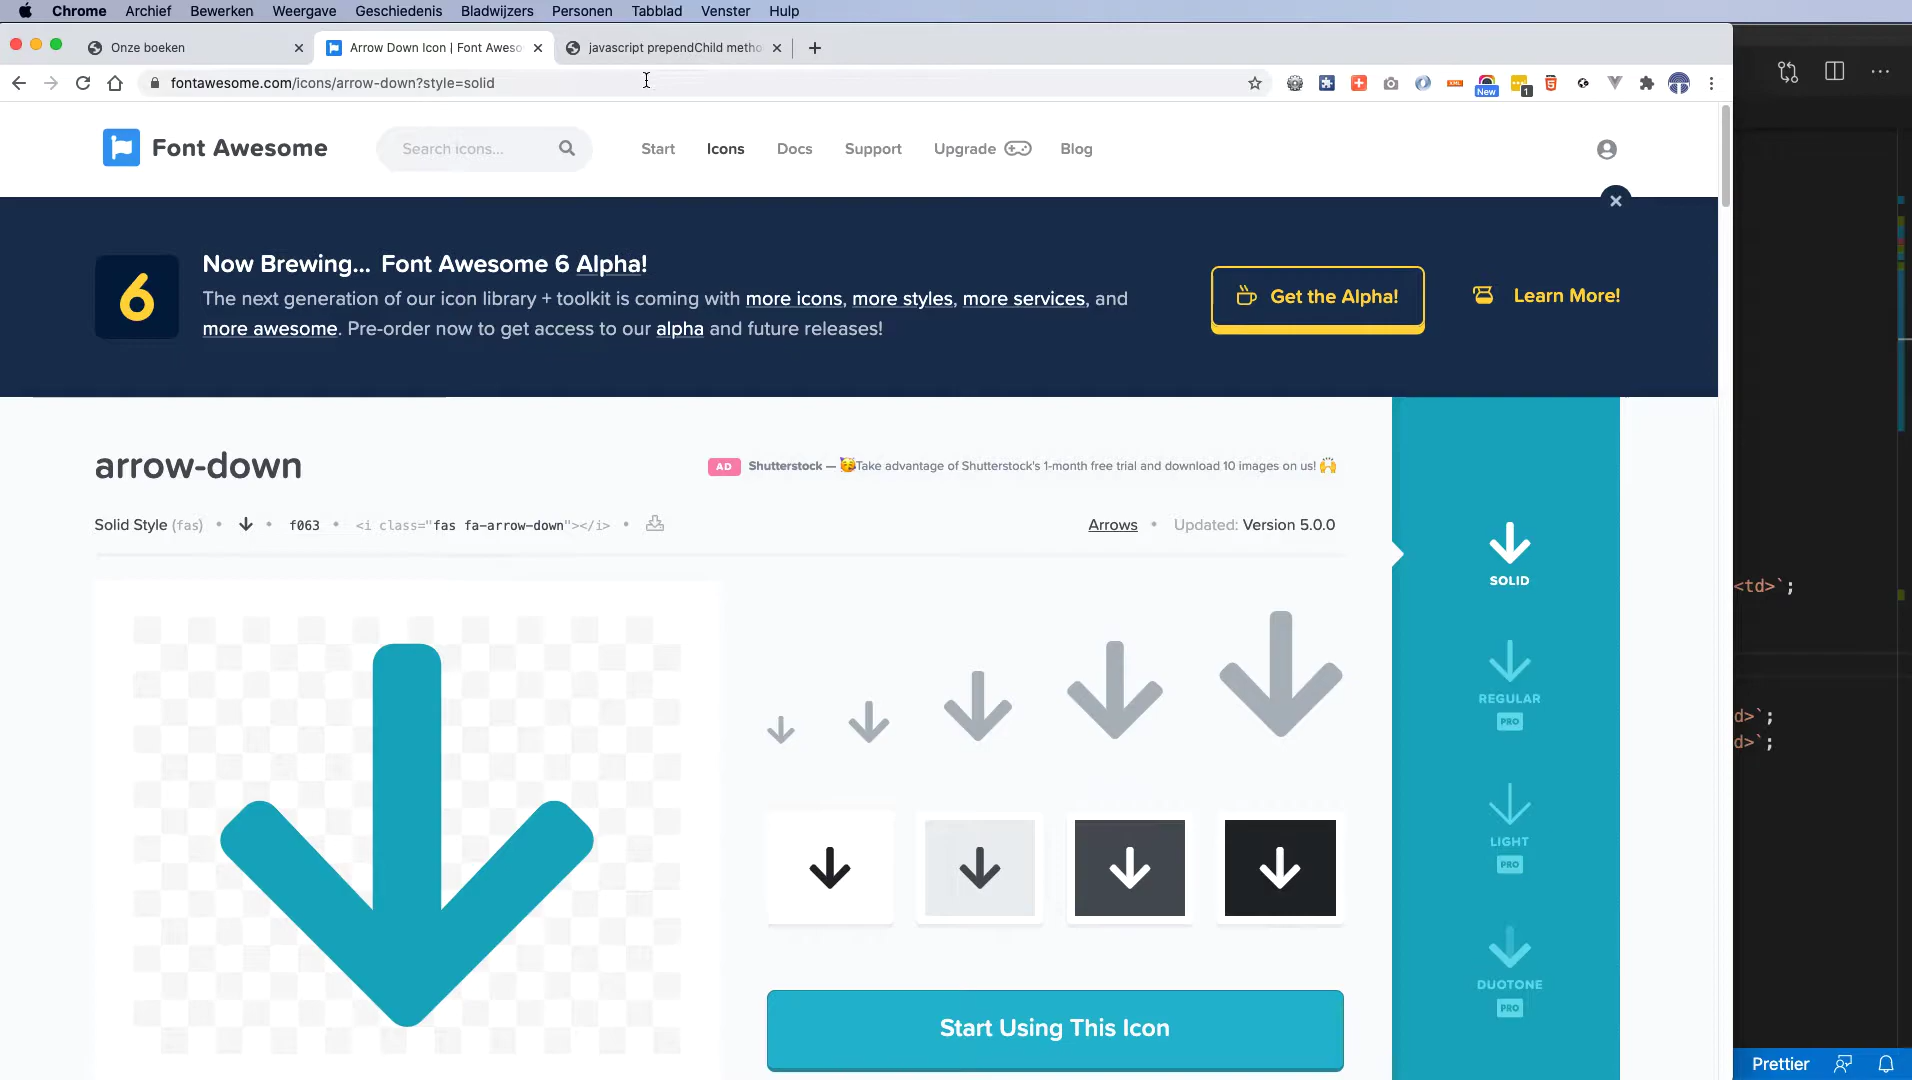 Chrome Archief Bewerken Weergave Geschiedenis Bladwijzers Personen Tabblad Venster Hulp
Onze boeken
Arrow Down Icon | Font Aweso
javascript prependChild metho
fontawesome.com/icons/arrow-down?style=solid
New
1
Font Awesome
Search icons...
Start Icons Docs Support Upgrade Blog
6
Now Brewing... Font Awesome 6 Alpha!
The next generation of our icon library + toolkit is coming with more icons, more styles, more services, and
more awesome. Pre-order now to get access to our alpha and future releases!
Get the Alpha!
Learn More!
arrow-down
AD Shutterstock — 🥳Take advantage of Shutterstock's 1-month free trial and download 10 images on us! 🙌
Solid Style (fas) • • f063 • <i class="fas fa-arrow-down"></i> •
Arrows • Updated: Version 5.0.0
SOLID
REGULAR
PRO
LIGHT
PRO
DUOTONE
PRO
Start Using This Icon
<td>`;
d>`;
d>`;
Prettier